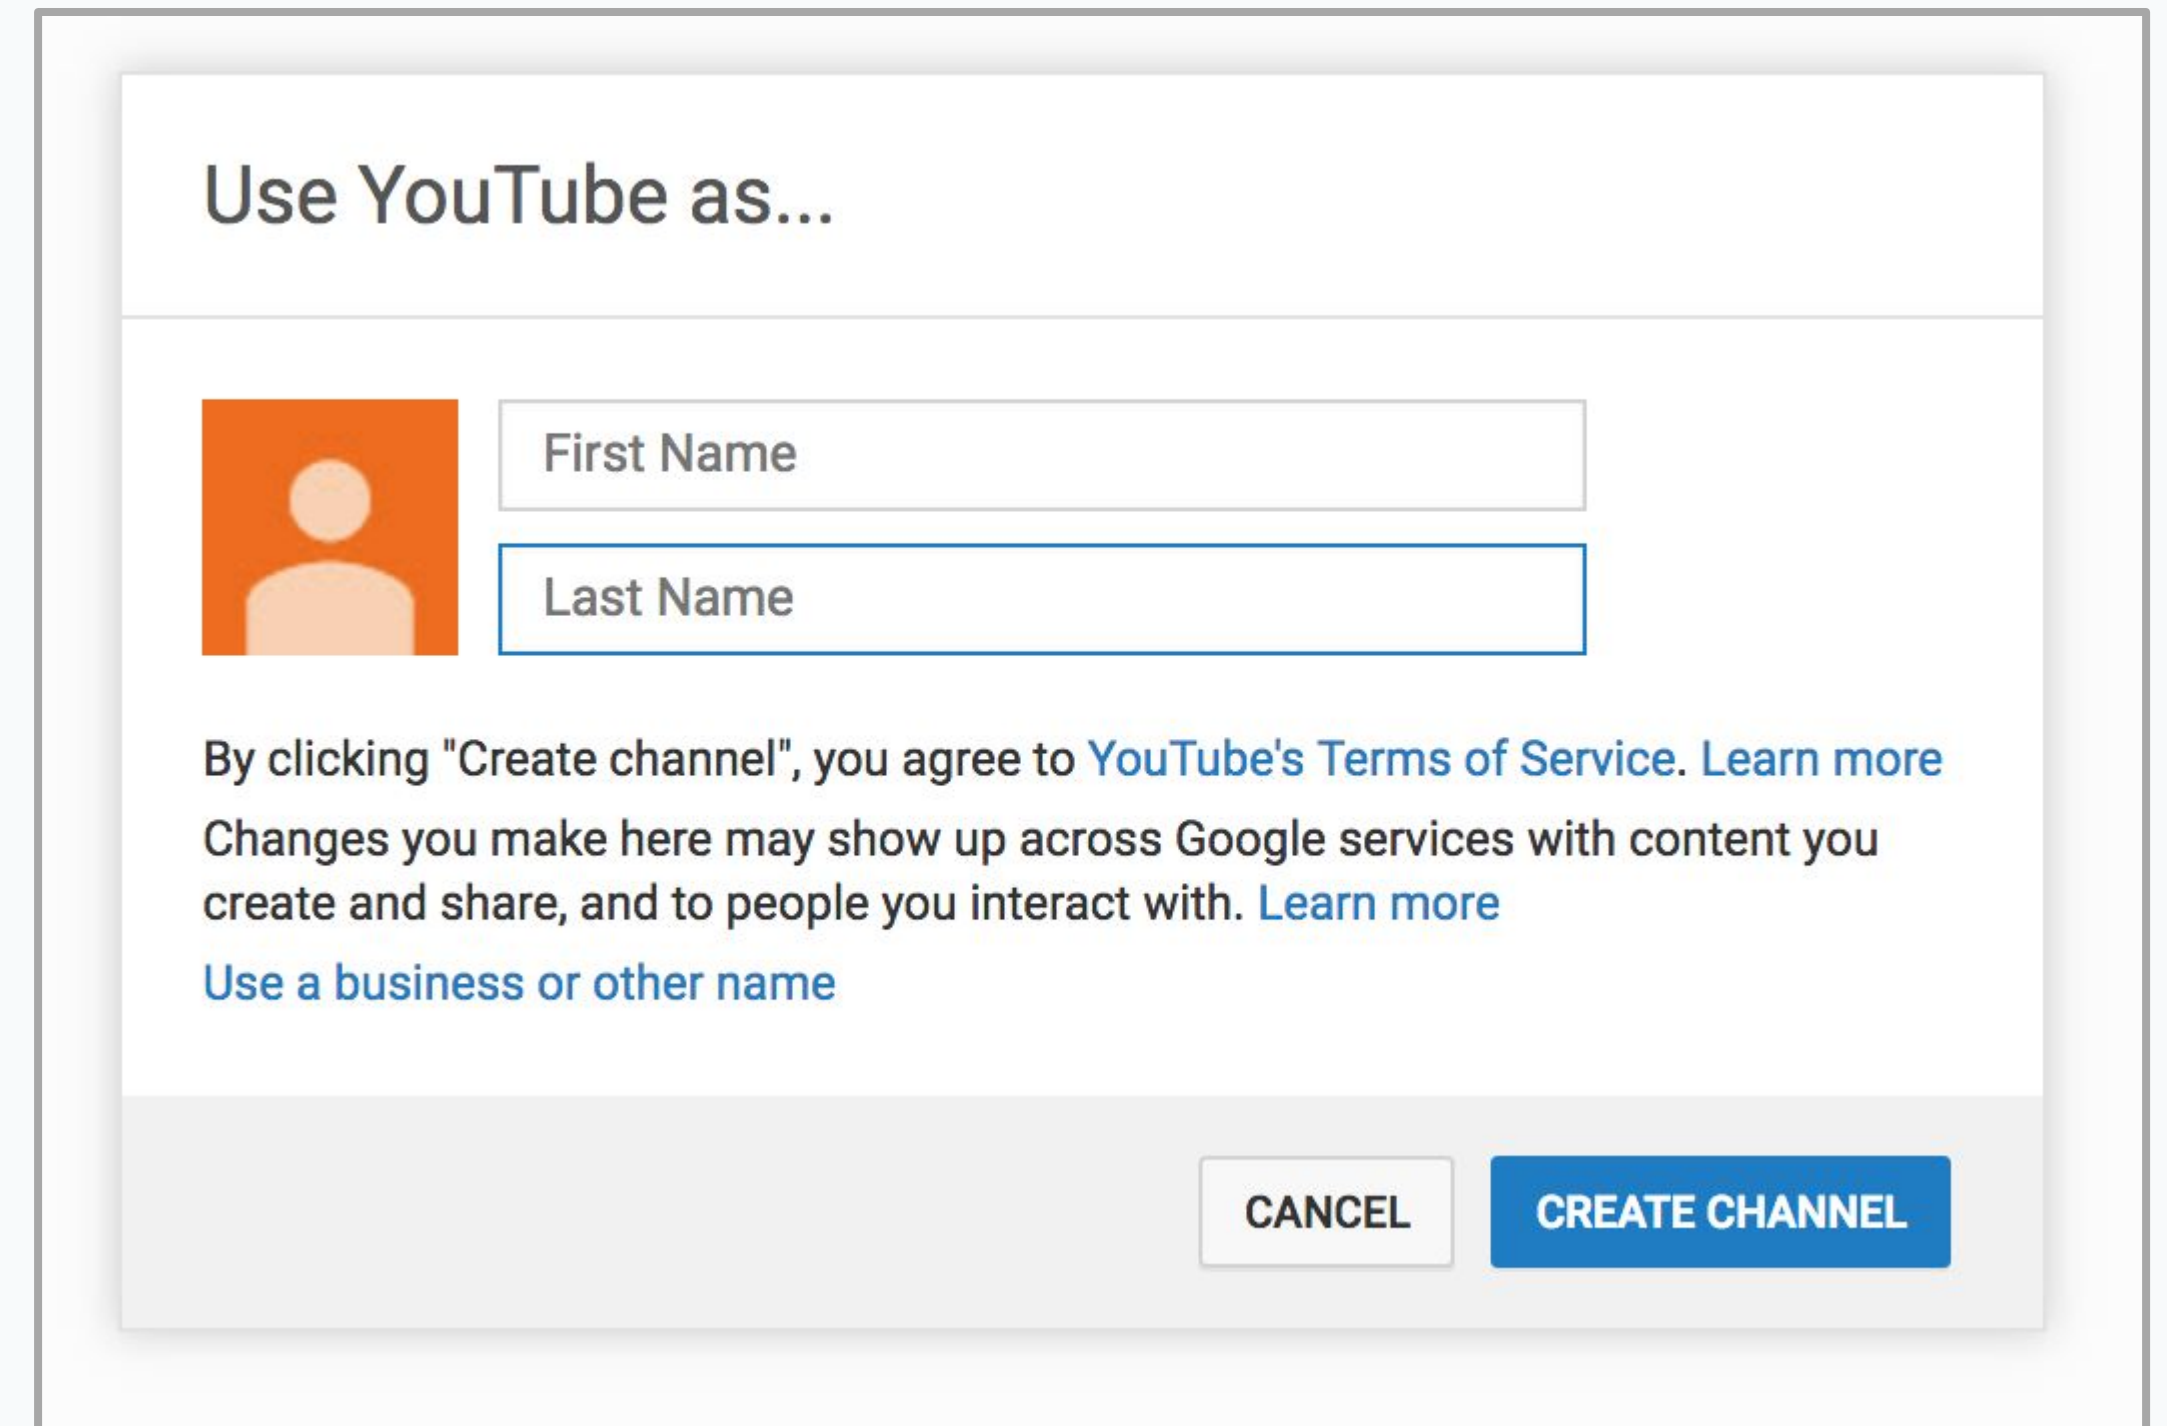 Use YouTube as...
First Name
Last Name
By clicking "Create channel", you agree to YouTube's Terms of Service. Learn more
Changes you make here may show up across Google services with content you
create and share, and to people you interact with. Learn more
Use a business or other name
CANCEL CREATE CHANNEL